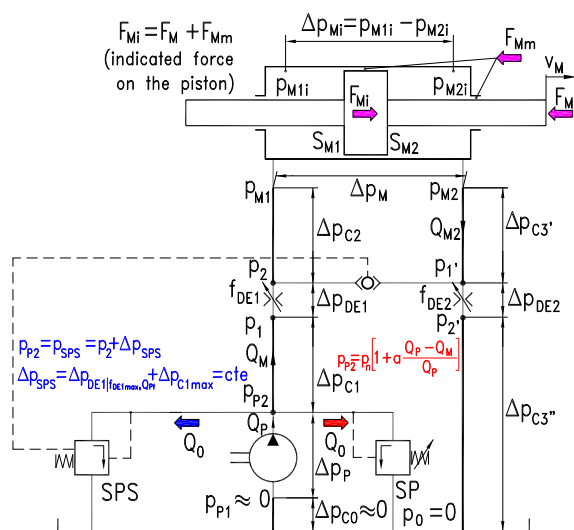 F_Mi = F_M + F_Mm
(indicated force
on the piston)
Δp_Mi = p_M1i - p_M2i
F_Mm
v_M
p_M1i
p_M2i
F_Mi
F_M
S_M1
S_M2
p_M1
Δp_M
p_M2
Δp_C2
Q_M2
Δp_C3'
p_2
p_1'
f_DE1
Δp_DE1
f_DE2
Δp_DE2
p_1
p_2'
p_P2 = p_SPS = p_2 + Δp_SPS
Δp_SPS = Δp_DE1|f_DE1max, Q_PI + Δp_C1max = cte
Q_M
p_P2 = p_n [1 + a (Q_P - Q_M) / Q_P]
Δp_C1
p_P2
Δp_C3''
Q_0
Q_P
Q_0
SPS
Δp_P
SP
p_P1 ≈ 0
Δp_C0 ≈ 0
p_0 = 0